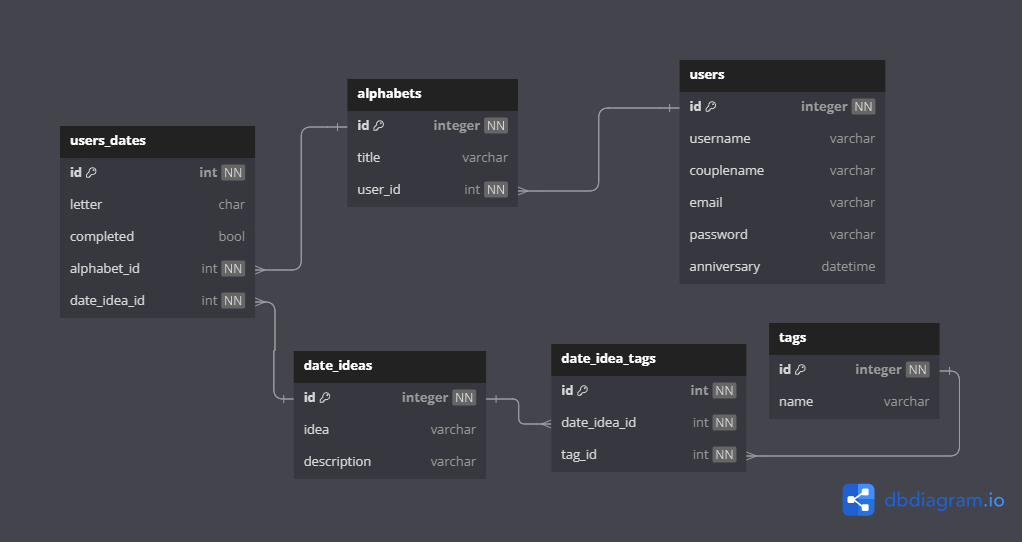 users_dates
id int NN
letter char
completed bool
alphabet_id int NN
date_idea_id int NN
alphabets
id integer NN
title varchar
user_id int NN
users
id integer NN
username varchar
couplename varchar
email varchar
password varchar
anniversary datetime
date_ideas
id integer NN
idea varchar
description varchar
date_idea_tags
id int NN
date_idea_id int NN
tag_id int NN
tags
id integer NN
name varchar
dbdiagram.io